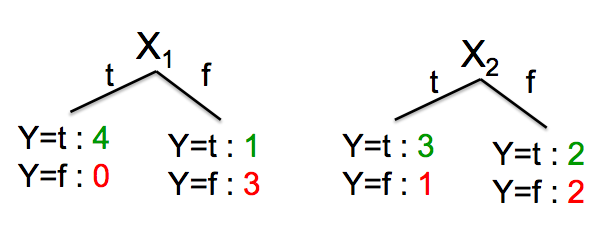 X1
t f
Y=t : 4
Y=f : 0
Y=t : 1
Y=f : 3
X2
t f
Y=t : 3
Y=f : 1
Y=t : 2
Y=f : 2